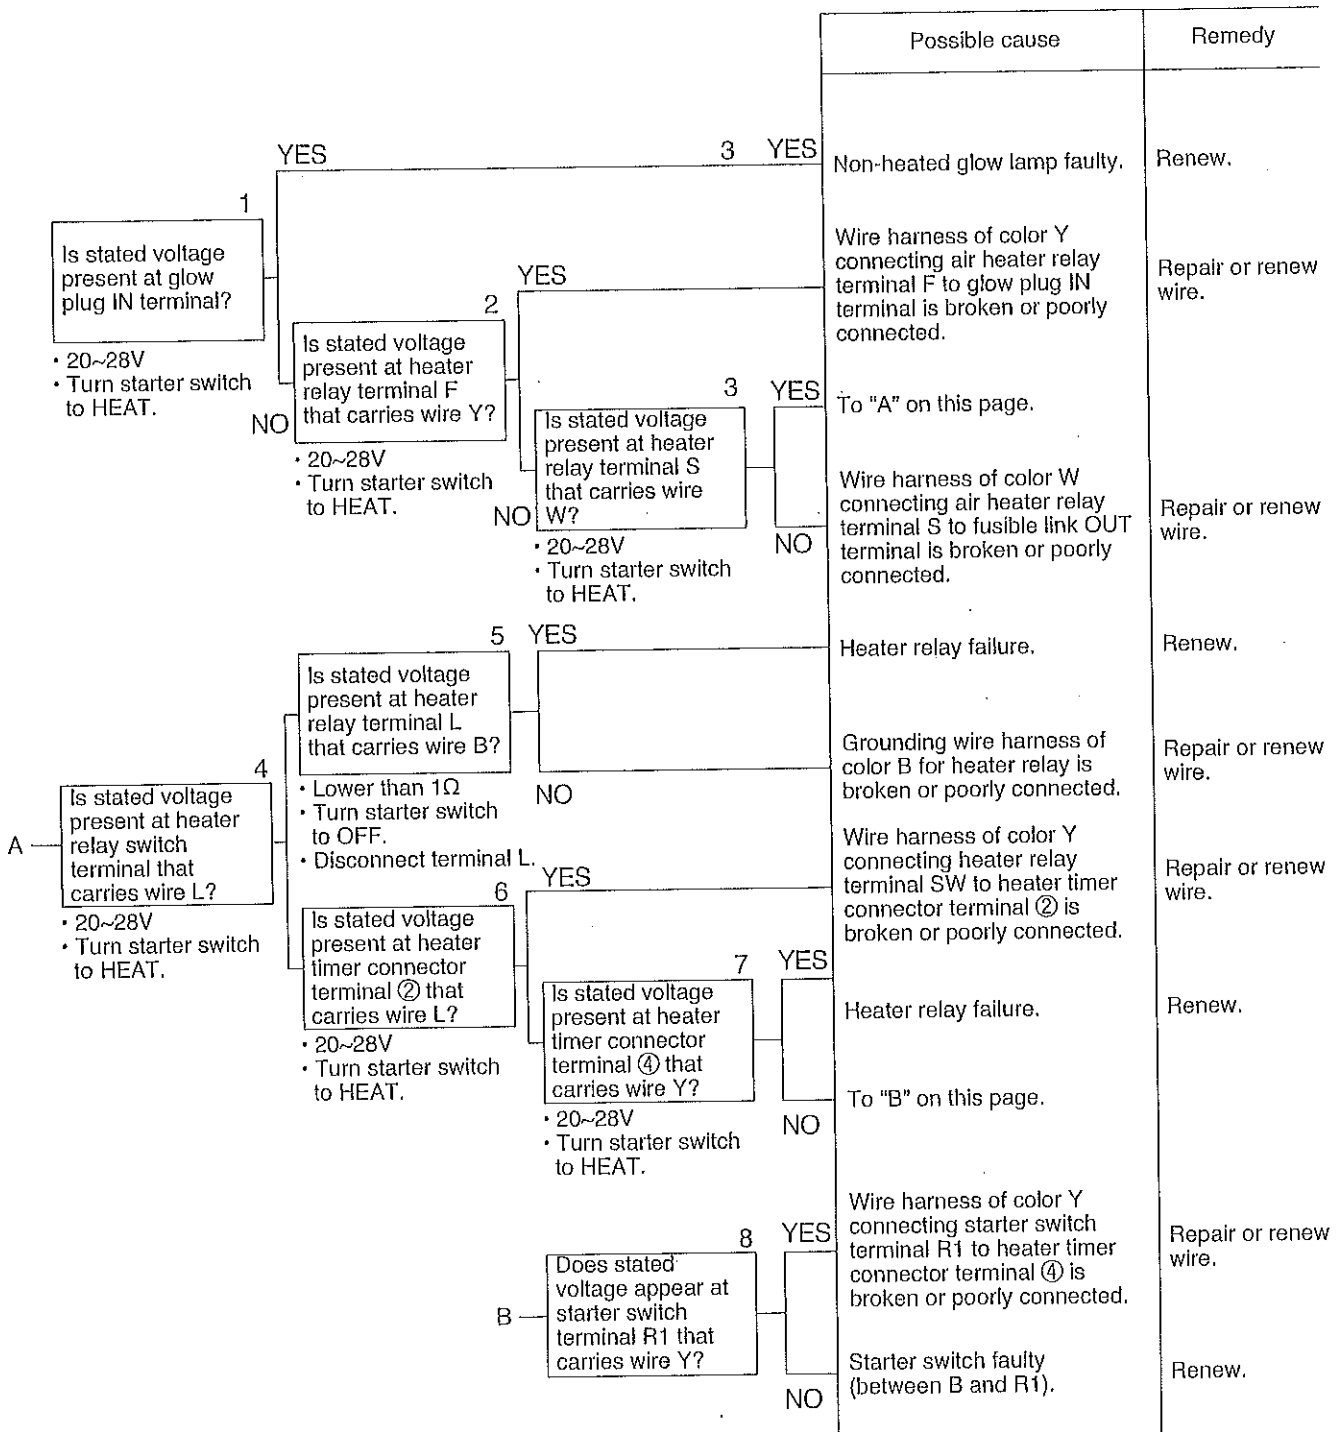 Possible cause
Remedy
YES
3 YES
Non-heated glow lamp faulty.
Renew.
1
Is stated voltage
present at glow
plug IN terminal?
• 20~28V
• Turn starter switch
to HEAT.
NO
YES
2
Is stated voltage
present at heater
relay terminal F
that carries wire Y?
• 20~28V
• Turn starter switch
to HEAT.
Wire harness of color Y
connecting air heater relay
terminal F to glow plug IN
terminal is broken or poorly
connected.
Repair or renew
wire.
NO
3 YES
Is stated voltage
present at heater
relay terminal S
that carries wire
W?
• 20~28V
• Turn starter switch
to HEAT.
To "A" on this page.
NO
Wire harness of color W
connecting air heater relay
terminal S to fusible link OUT
terminal is broken or poorly
connected.
Repair or renew
wire.
A
4
Is stated voltage
present at heater
relay switch
terminal that
carries wire L?
• 20~28V
• Turn starter switch
to HEAT.
5 YES
Is stated voltage
present at heater
relay terminal L
that carries wire B?
• Lower than 1Ω
• Turn starter switch
to OFF.
• Disconnect terminal L.
Heater relay failure.
Renew.
NO
Grounding wire harness of
color B for heater relay is
broken or poorly connected.
Repair or renew
wire.
6
YES
Is stated voltage
present at heater
timer connector
terminal ② that
carries wire L?
• 20~28V
• Turn starter switch
to HEAT.
Wire harness of color Y
connecting heater relay
terminal SW to heater timer
connector terminal ② is
broken or poorly connected.
Repair or renew
wire.
7 YES
Is stated voltage
present at heater
timer connector
terminal ④ that
carries wire Y?
• 20~28V
• Turn starter switch
to HEAT.
Heater relay failure.
Renew.
NO
To "B" on this page.
B
8 YES
Does stated
voltage appear at
starter switch
terminal R1 that
carries wire Y?
Wire harness of color Y
connecting starter switch
terminal R1 to heater timer
connector terminal ④ is
broken or poorly connected.
Repair or renew
wire.
NO
Starter switch faulty
(between B and R1).
Renew.